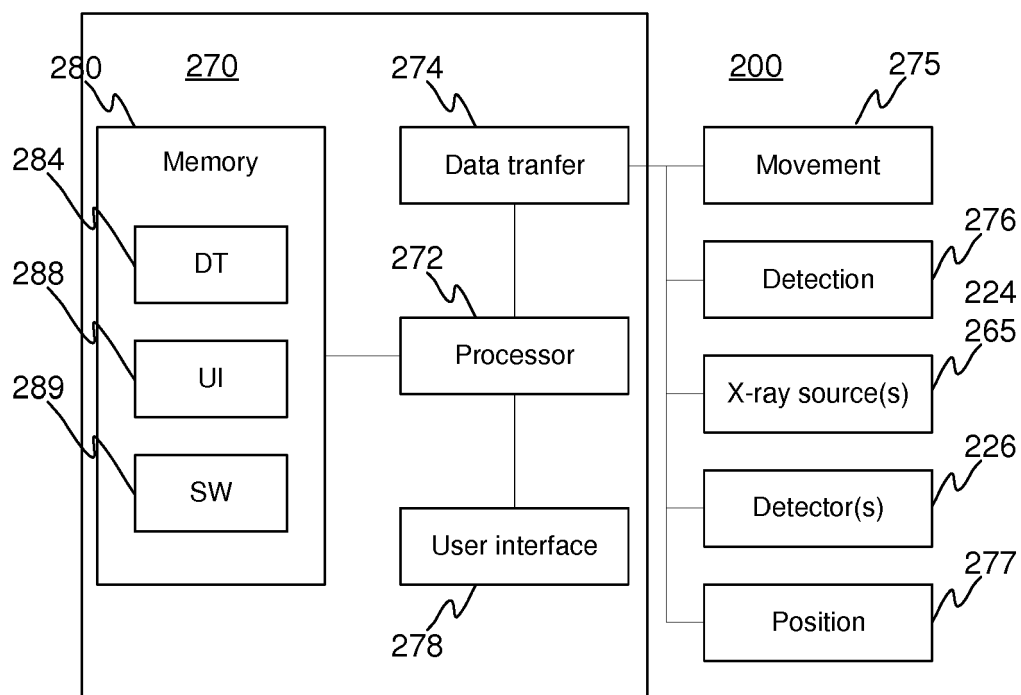 280
270
274
200
275
Memory
Data tranfer
Movement
284
DT
272
276
Detection
224
288
UI
Processor
265
X-ray source(s)
289
SW
226
Detector(s)
User interface
277
278
Position